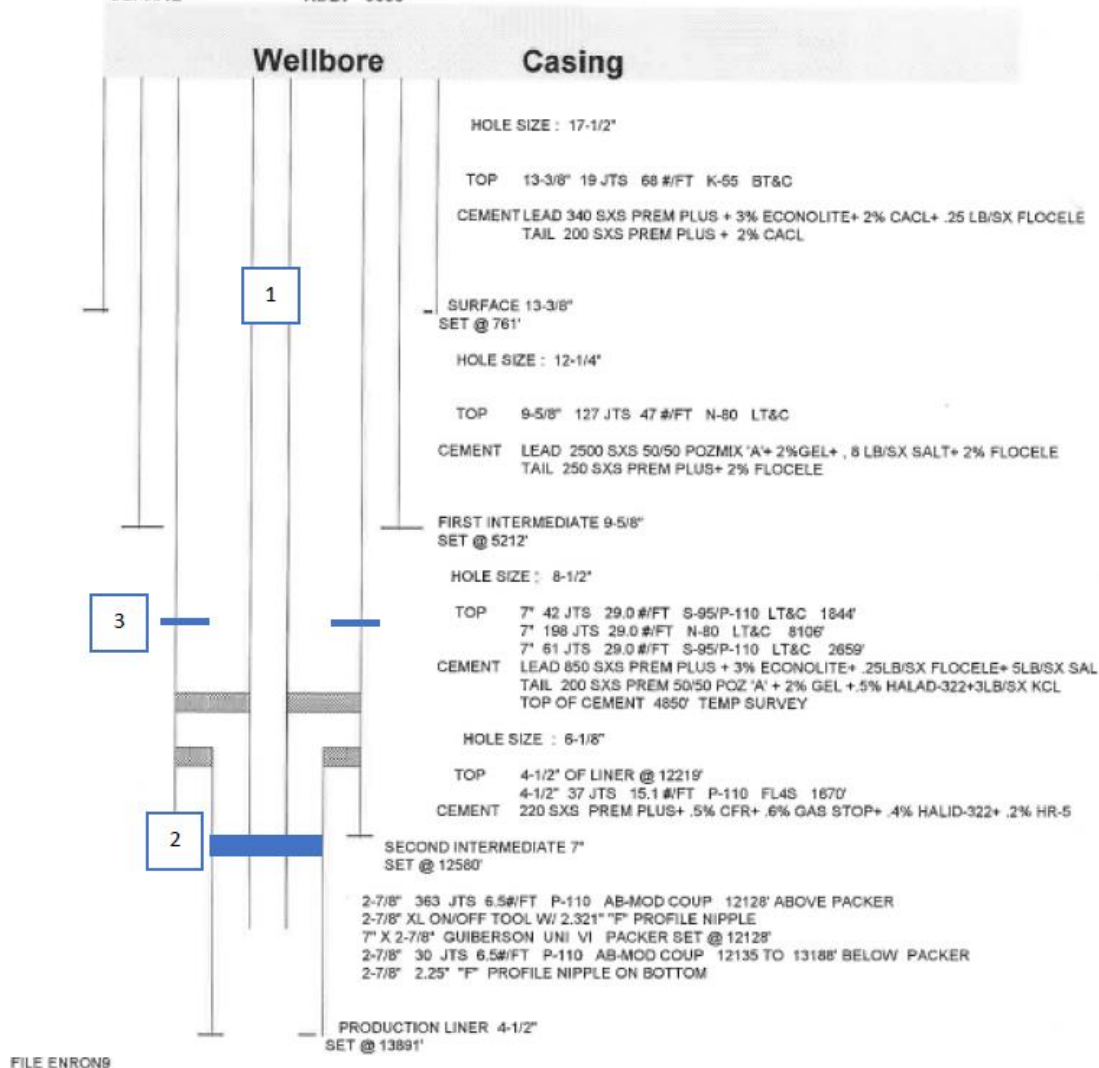 Wellbore Casing
HOLE SIZE : 17-1/2"
TOP 13-3/8" 19 JTS 68 #/FT K-55 BT&C
CEMENT LEAD 340 SXS PREM PLUS + 3% ECONOLITE+ 2% CACL+ .25 LB/SX FLOCELE
TAIL 200 SXS PREM PLUS + 2% CACL
1
SURFACE 13-3/8"
SET @ 761'
HOLE SIZE : 12-1/4"
TOP 9-5/8" 127 JTS 47 #/FT N-80 LT&C
CEMENT LEAD 2500 SXS 50/50 POZMIX 'A'+ 2%GEL+ , 8 LB/SX SALT+ 2% FLOCELE
TAIL 250 SXS PREM PLUS+ 2% FLOCELE
FIRST INTERMEDIATE 9-5/8"
SET @ 5212'
HOLE SIZE : 8-1/2"
3
TOP 7" 42 JTS 29.0 #/FT S-95/P-110 LT&C 1844'
7" 198 JTS 29.0 #/FT N-80 LT&C 8106'
7" 61 JTS 29.0 #/FT S-95/P-110 LT&C 2659'
CEMENT LEAD 850 SXS PREM PLUS + 3% ECONOLITE+ .25LB/SX FLOCELE+ 5LB/SX SAL
TAIL 200 SXS PREM 50/50 POZ 'A' + 2% GEL +.5% HALAD-322+3LB/SX KCL
TOP OF CEMENT 4850' TEMP SURVEY
HOLE SIZE : 6-1/8"
TOP 4-1/2" OF LINER @ 12219'
4-1/2" 37 JTS 15.1 #/FT P-110 FL4S 1670'
CEMENT 220 SXS PREM PLUS+ .5% CFR+ .6% GAS STOP+ .4% HALID-322+ .2% HR-5
2
SECOND INTERMEDIATE 7"
SET @ 12580'
2-7/8" 363 JTS 6.5#/FT P-110 AB-MOD COUP 12128' ABOVE PACKER
2-7/8" XL ON/OFF TOOL W/ 2.321" "F" PROFILE NIPPLE
7" X 2-7/8" GUIBERSON UNI VI PACKER SET @ 12128'
2-7/8" 30 JTS 6.5#/FT P-110 AB-MOD COUP 12135 TO 13188' BELOW PACKER
2-7/8" 2.25" "F" PROFILE NIPPLE ON BOTTOM
PRODUCTION LINER 4-1/2"
SET @ 13891'
FILE ENRON9